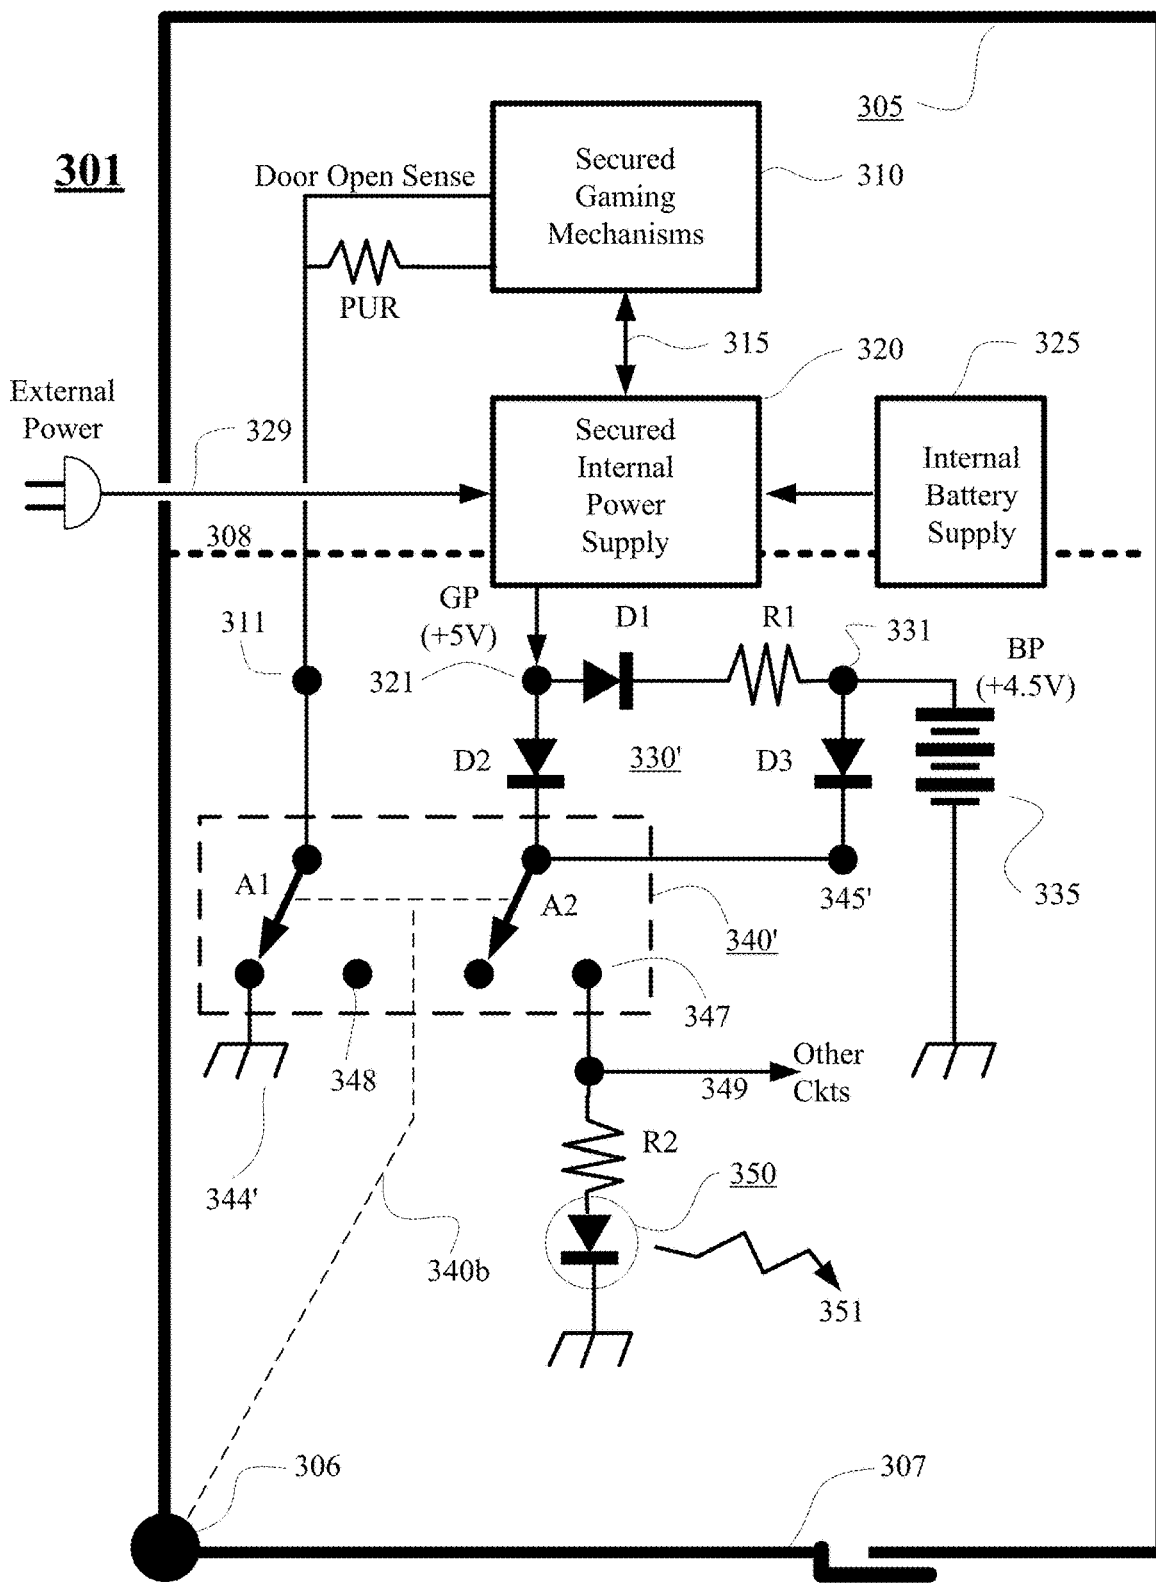 305
301
Door Open Sense
Secured
Gaming
Mechanisms
310
PUR
315
320
325
External
Power
329
Secured
Internal
Power
Supply
Internal
Battery
Supply
308
GP
(+5V)
D1
R1
311
321
331
BP
(+4.5V)
D2
330'
D3
A1
A2
345'
335
340'
347
348
349
Other
Ckts
344'
R2
350
340b
351
306
307